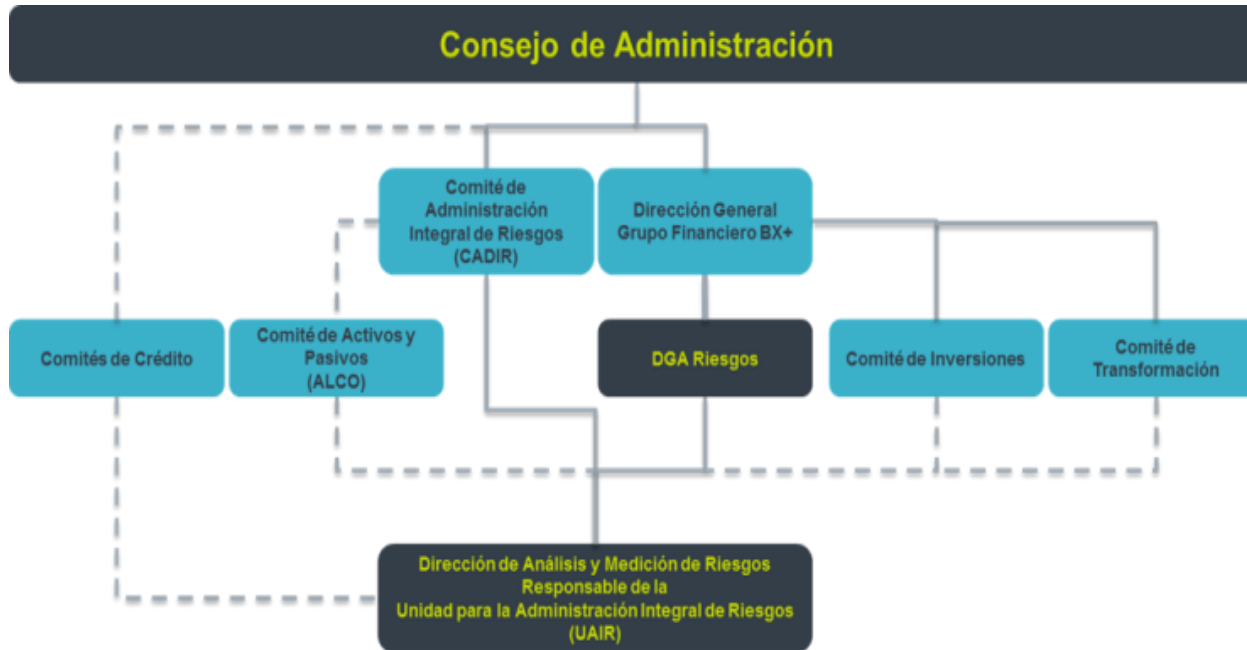 Consejo de Administración
Comité de
Administración
Integral de Riesgos
(CADIR)
Dirección General
Grupo Financiero BX+
Comités de Crédito
Comité de Activos y
Pasivos
(ALCO)
DGA Riesgos
Comité de Inversiones
Comité de
Transformación
Dirección de Análisis y Medición de Riesgos
Responsable de la
Unidad para la Administración Integral de Riesgos
(UAIR)